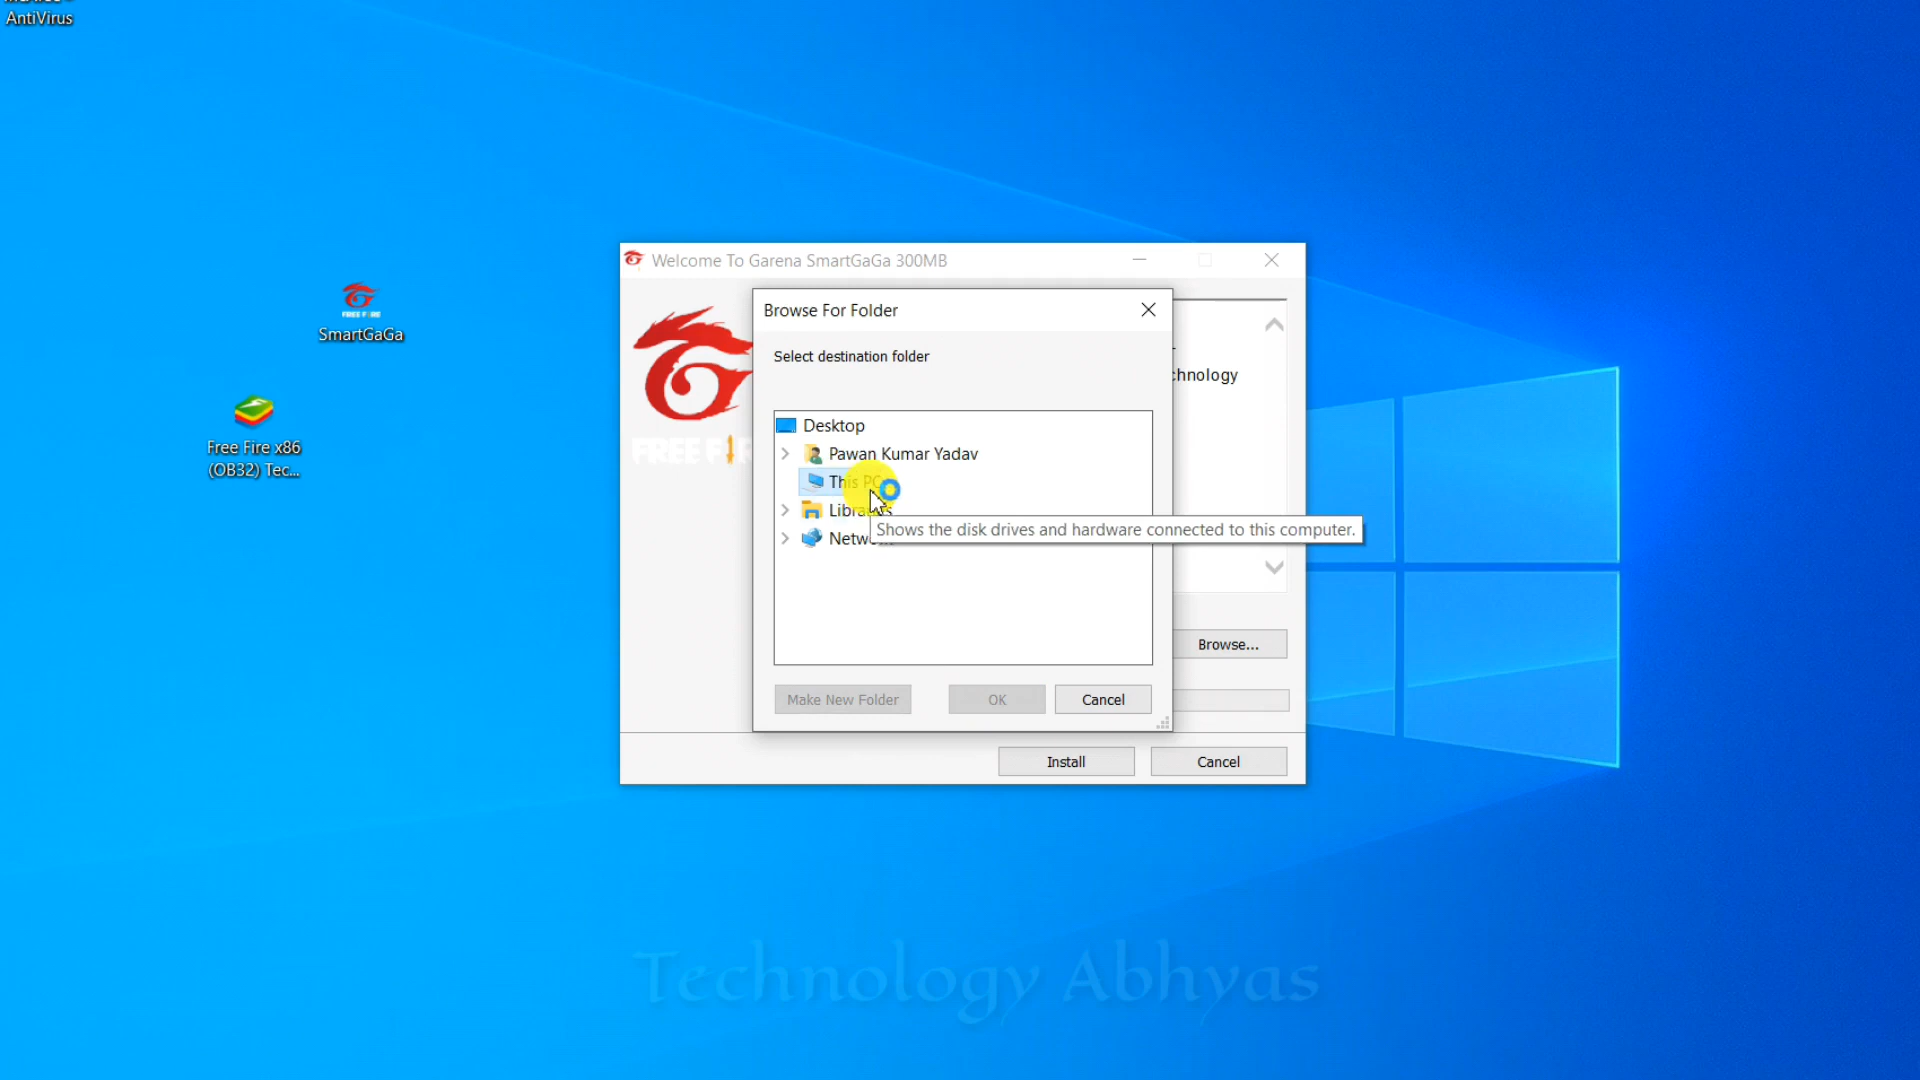 AntiVirus
Welcome To Garena SmartGaGa 300MB
Browse For Folder
Select destination folder
SmartGaGa
FREE FIRE
chnology
Desktop
Pawan Kumar Yadav
This PC
Libraries
Network
Shows the disk drives and hardware connected to this computer.
Free Fire x86
(OB32) Tec...
Browse...
Make New Folder
OK
Cancel
Install
Cancel
Technology Abhyas